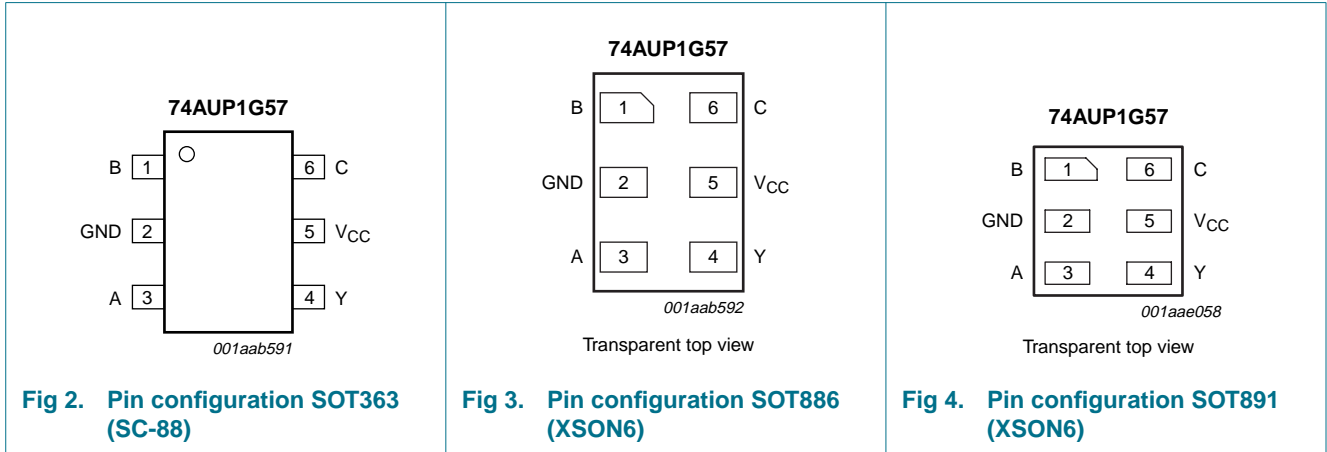 74AUP1G57
B 1 6 C
GND 2 5 VCC
A 3 4 Y
001aab591
Fig 2. Pin configuration SOT363
(SC-88)
74AUP1G57
B 1 6 C
GND 2 5 VCC
A 3 4 Y
001aab592
Transparent top view
Fig 3. Pin configuration SOT886
(XSON6)
74AUP1G57
B 1 6 C
GND 2 5 VCC
A 3 4 Y
001aae058
Transparent top view
Fig 4. Pin configuration SOT891
(XSON6)